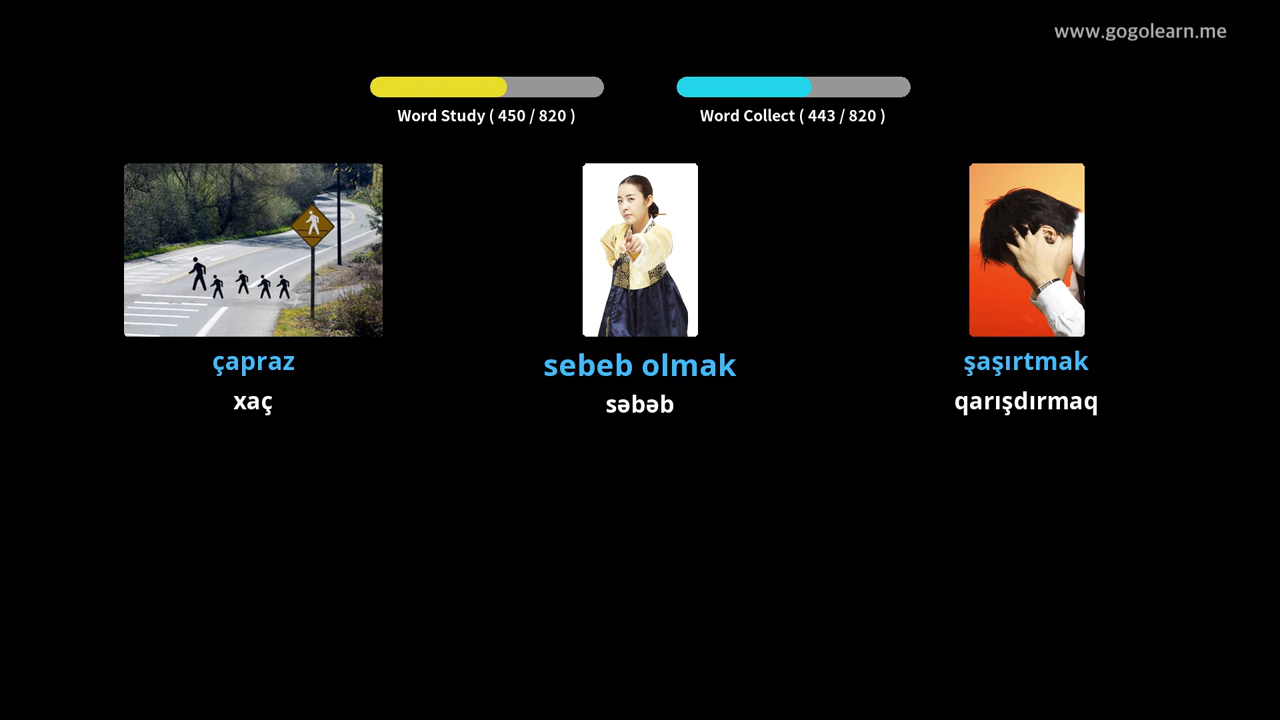 www.gogolearn.me
Word Study ( 450 / 820 )
Word Collect ( 443 / 820 )
çapraz
xaç
sebeb olmak
səbəb
şaşırtmak
qarışdırmaq